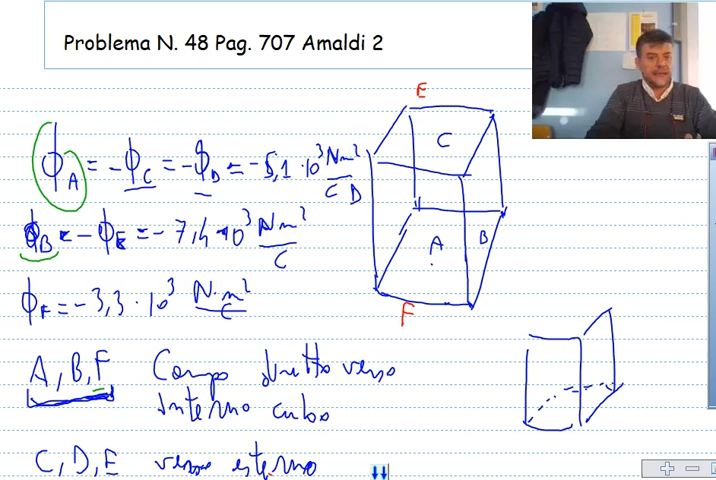 Problema N. 48 Pag. 707 Amaldi 2
E
C
D
A
B
F
ϕA = -ϕC = -ϕD = -5,1 · 10³ Nm²/C
ϕB = -ϕE = -7,4 · 10³ Nm²/C
ϕF = -3,3 · 10³ N·m²/C
A, B, F Campo diretto verso
interno cubo
C, D, E verso esterno